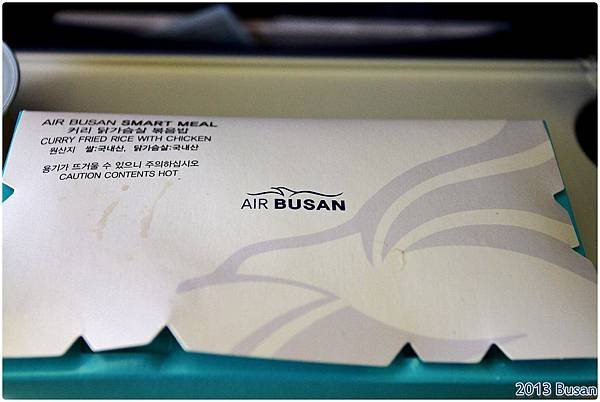 AIR BUSAN SMART MEAL
커리 닭가슴살 볶음밥
CURRY FRIED RICE WITH CHICKEN
원산지 쌀:국내산, 닭가슴살:국내산
용기가 뜨거울 수 있으니 주의하십시오
CAUTION CONTENTS HOT
AIR BUSAN
2013 Busan